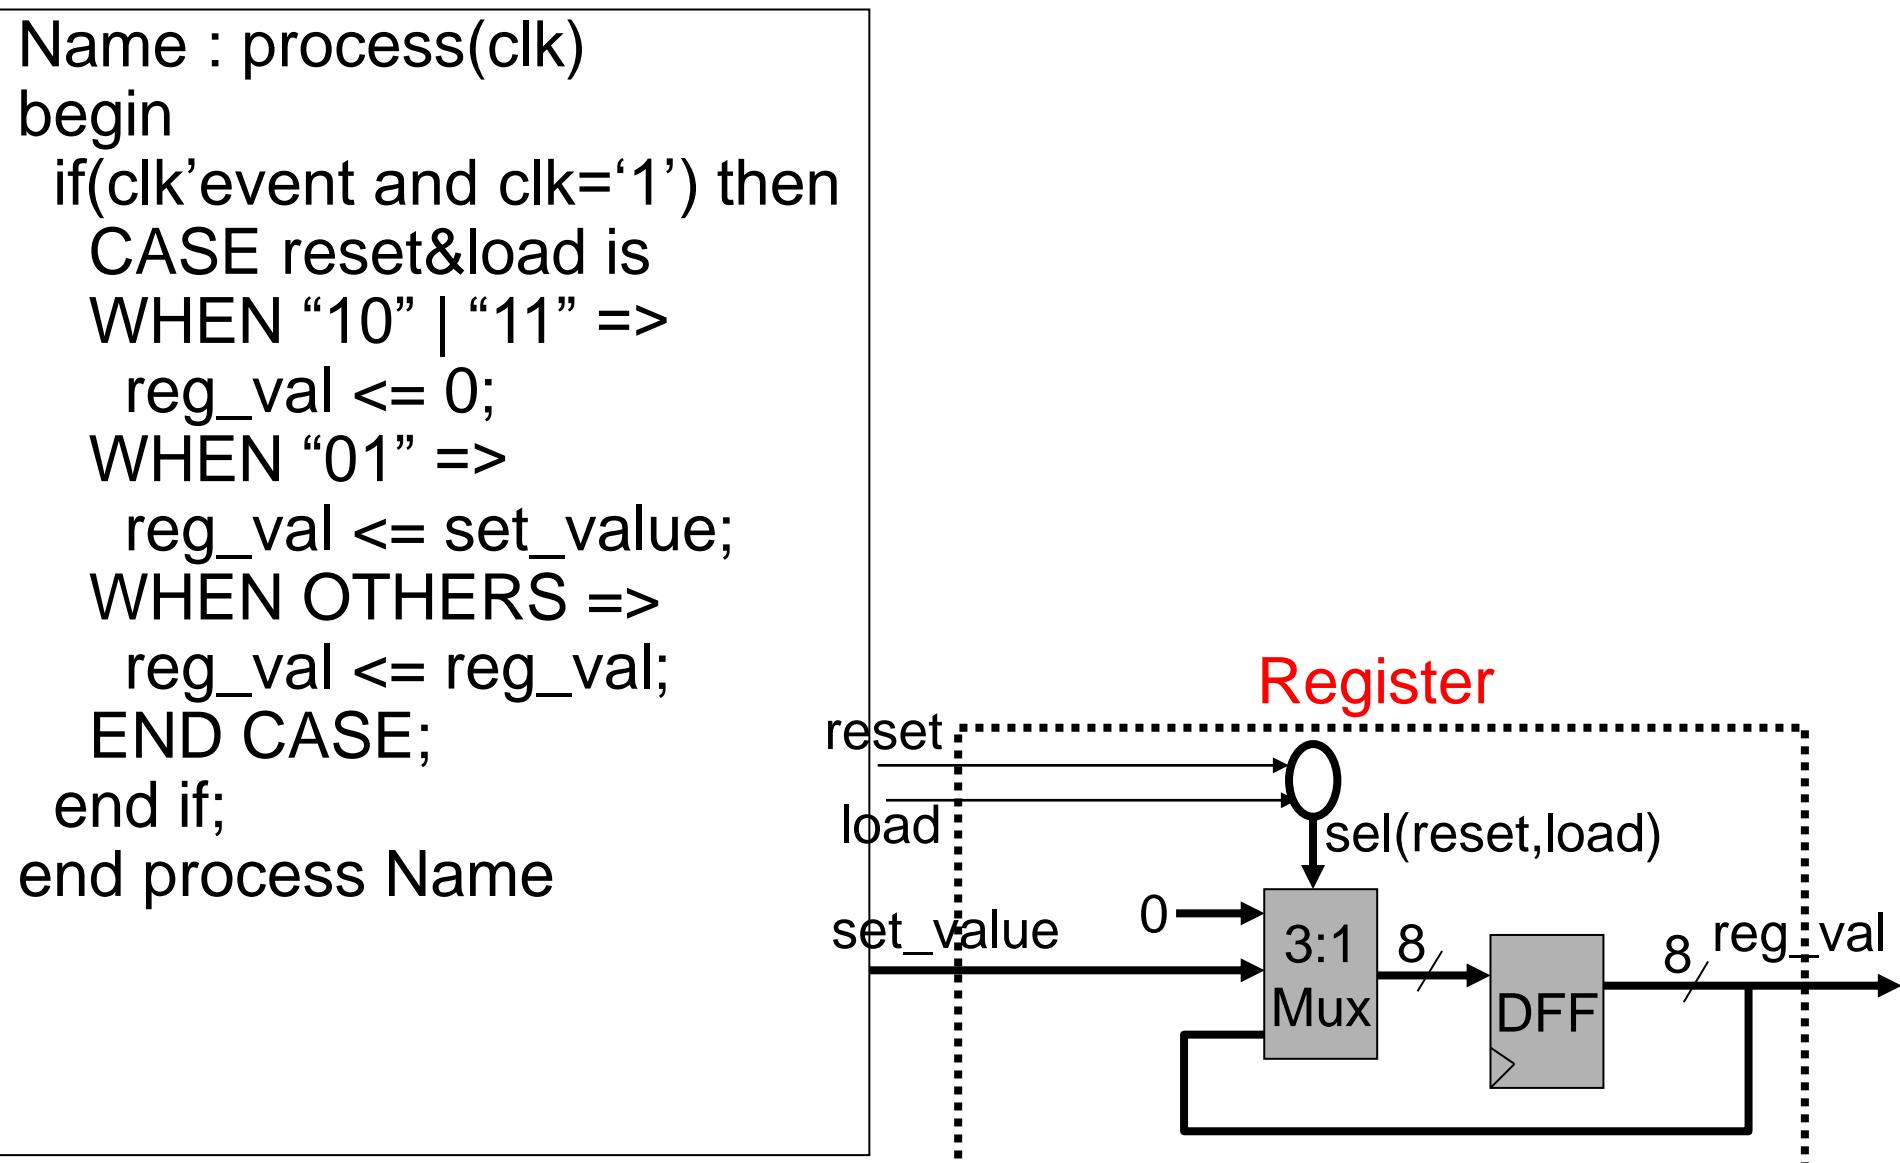 Name : process(clk)
begin
if(clk’event and clk=‘1’) then
CASE reset&load is
WHEN “10” | “11” =>
reg_val <= 0;
WHEN “01” =>
reg_val <= set_value;
WHEN OTHERS =>
reg_val <= reg_val;
END CASE;
end if;
end process Name
Register
reset
load
sel(reset,load)
set_value
0
3:1
Mux
8
DFF
8
reg_val